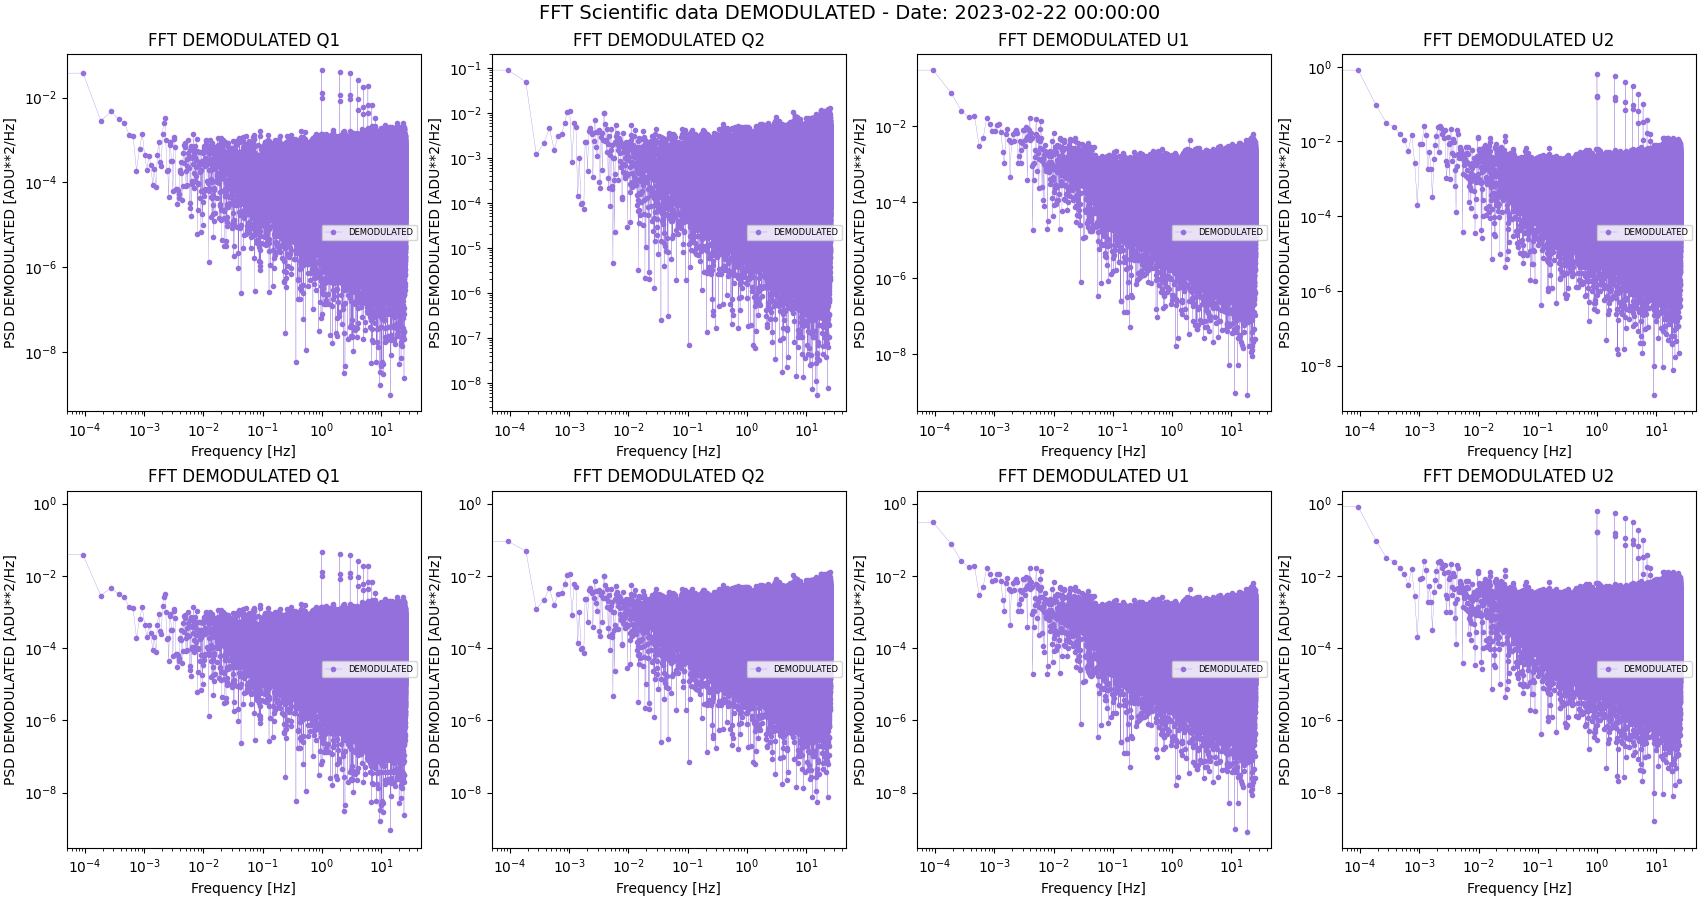 FFT Scientific data DEMODULATED - Date: 2023-02-22 00:00:00
FFT DEMODULATED Q1
PSD DEMODULATED [ADU**2/Hz]
10⁻²
10⁻⁴
10⁻⁶
10⁻⁸
DEMODULATED
10⁻⁴ 10⁻³ 10⁻² 10⁻¹ 10⁰ 10¹
Frequency [Hz]
FFT DEMODULATED Q2
PSD DEMODULATED [ADU**2/Hz]
10⁻¹
10⁻²
10⁻³
10⁻⁴
10⁻⁵
10⁻⁶
10⁻⁷
10⁻⁸
DEMODULATED
10⁻⁴ 10⁻³ 10⁻² 10⁻¹ 10⁰ 10¹
Frequency [Hz]
FFT DEMODULATED U1
PSD DEMODULATED [ADU**2/Hz]
10⁻²
10⁻⁴
10⁻⁶
10⁻⁸
DEMODULATED
10⁻⁴ 10⁻³ 10⁻² 10⁻¹ 10⁰ 10¹
Frequency [Hz]
FFT DEMODULATED U2
PSD DEMODULATED [ADU**2/Hz]
10⁰
10⁻²
10⁻⁴
10⁻⁶
10⁻⁸
DEMODULATED
10⁻⁴ 10⁻³ 10⁻² 10⁻¹ 10⁰ 10¹
Frequency [Hz]
FFT DEMODULATED Q1
PSD DEMODULATED [ADU**2/Hz]
10⁰
10⁻²
10⁻⁴
10⁻⁶
10⁻⁸
DEMODULATED
10⁻⁴ 10⁻³ 10⁻² 10⁻¹ 10⁰ 10¹
Frequency [Hz]
FFT DEMODULATED Q2
PSD DEMODULATED [ADU**2/Hz]
10⁰
10⁻²
10⁻⁴
10⁻⁶
10⁻⁸
DEMODULATED
10⁻⁴ 10⁻³ 10⁻² 10⁻¹ 10⁰ 10¹
Frequency [Hz]
FFT DEMODULATED U1
PSD DEMODULATED [ADU**2/Hz]
10⁰
10⁻²
10⁻⁴
10⁻⁶
10⁻⁸
DEMODULATED
10⁻⁴ 10⁻³ 10⁻² 10⁻¹ 10⁰ 10¹
Frequency [Hz]
FFT DEMODULATED U2
PSD DEMODULATED [ADU**2/Hz]
10⁰
10⁻²
10⁻⁴
10⁻⁶
10⁻⁸
DEMODULATED
10⁻⁴ 10⁻³ 10⁻² 10⁻¹ 10⁰ 10¹
Frequency [Hz]